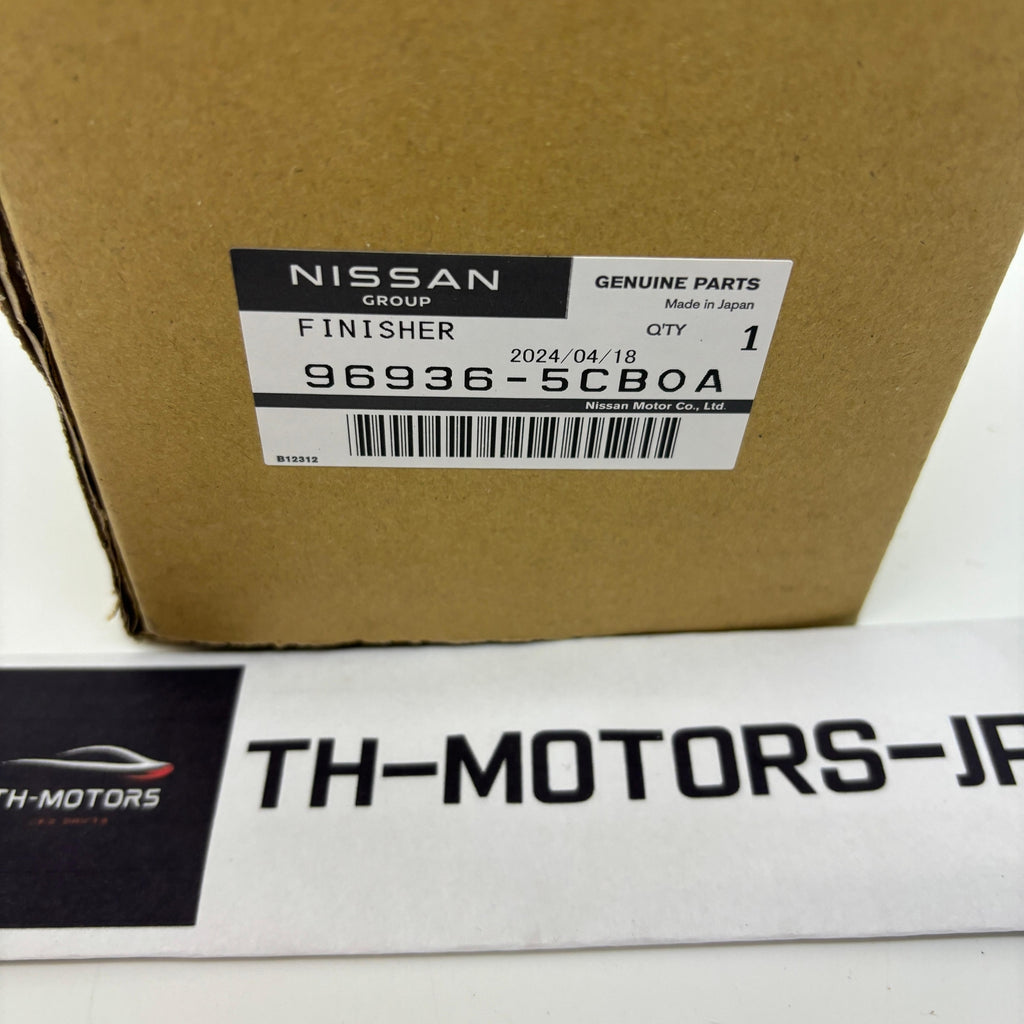 NISSAN
GROUP
GENUINE PARTS
Made in Japan
FINISHER
Q'TY 1
2024/04/18
96936-5CB0A
Nissan Motor Co., Ltd.
B12312
TH-MOTORS-JP
TH-MOTORS